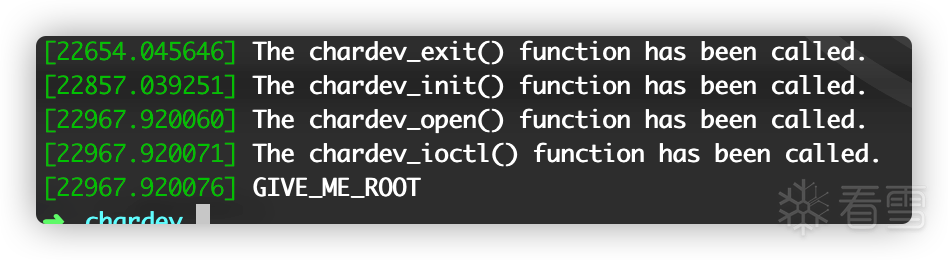 [22654.045646] The chardev_exit() function has been called.
[22857.039251] The chardev_init() function has been called.
[22967.920060] The chardev_open() function has been called.
[22967.920071] The chardev_ioctl() function has been called.
[22967.920076] GIVE_ME_ROOT
➜ chardev
看雪